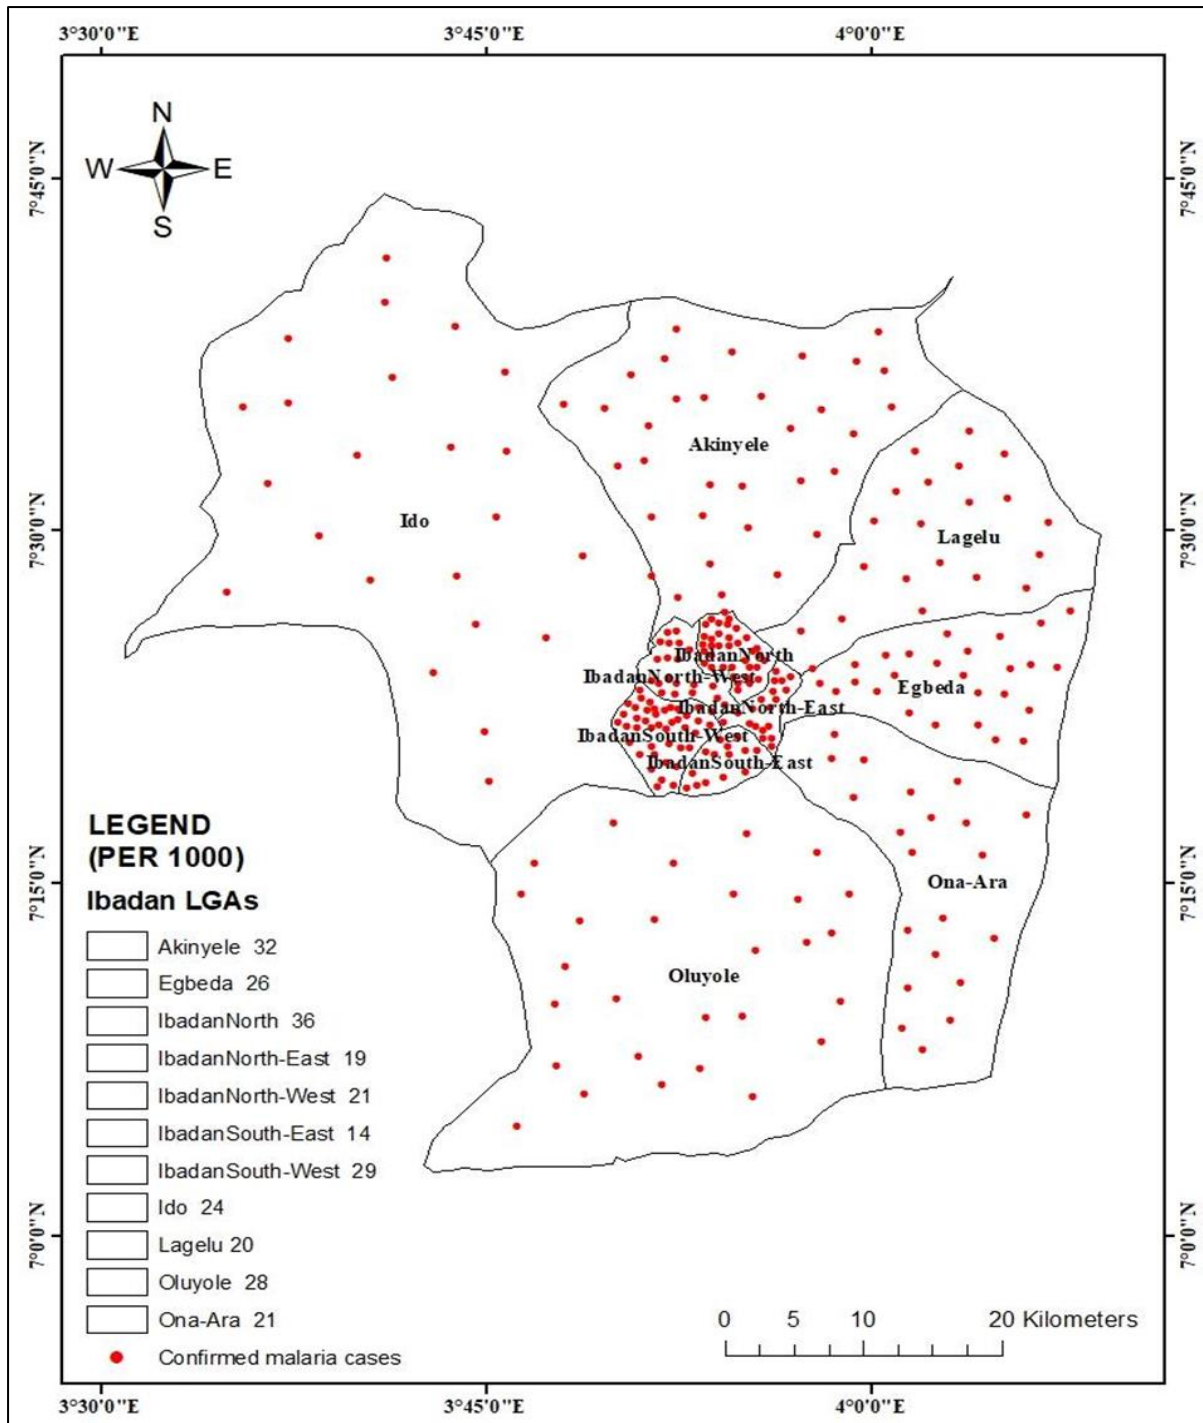 3°30'0"E 3°45'0"E 4°0'0"E
N
W E
S
7°45'0"N 7°45'0"N
Akinyele
7°30'0"N 7°30'0"N
Ido
Lagelu
IbadanNorth
IbadanNorth-West
Egbeda
IbadanNorth-East
IbadanSouth-West
IbadanSouth-East
LEGEND
(PER 1000)
7°15'0"N 7°15'0"N
Ona-Ara
Ibadan LGAs
Akinyele 32
Oluyole
Egbeda 26
IbadanNorth 36
IbadanNorth-East 19
IbadanNorth-West 21
IbadanSouth-East 14
IbadanSouth-West 29
Ido 24
7°0'0"N 7°0'0"N
Lagelu 20
Oluyole 28
Ona-Ara 21
0 5 10 20 Kilometers
Confirmed malaria cases
3°30'0"E 3°45'0"E 4°0'0"E